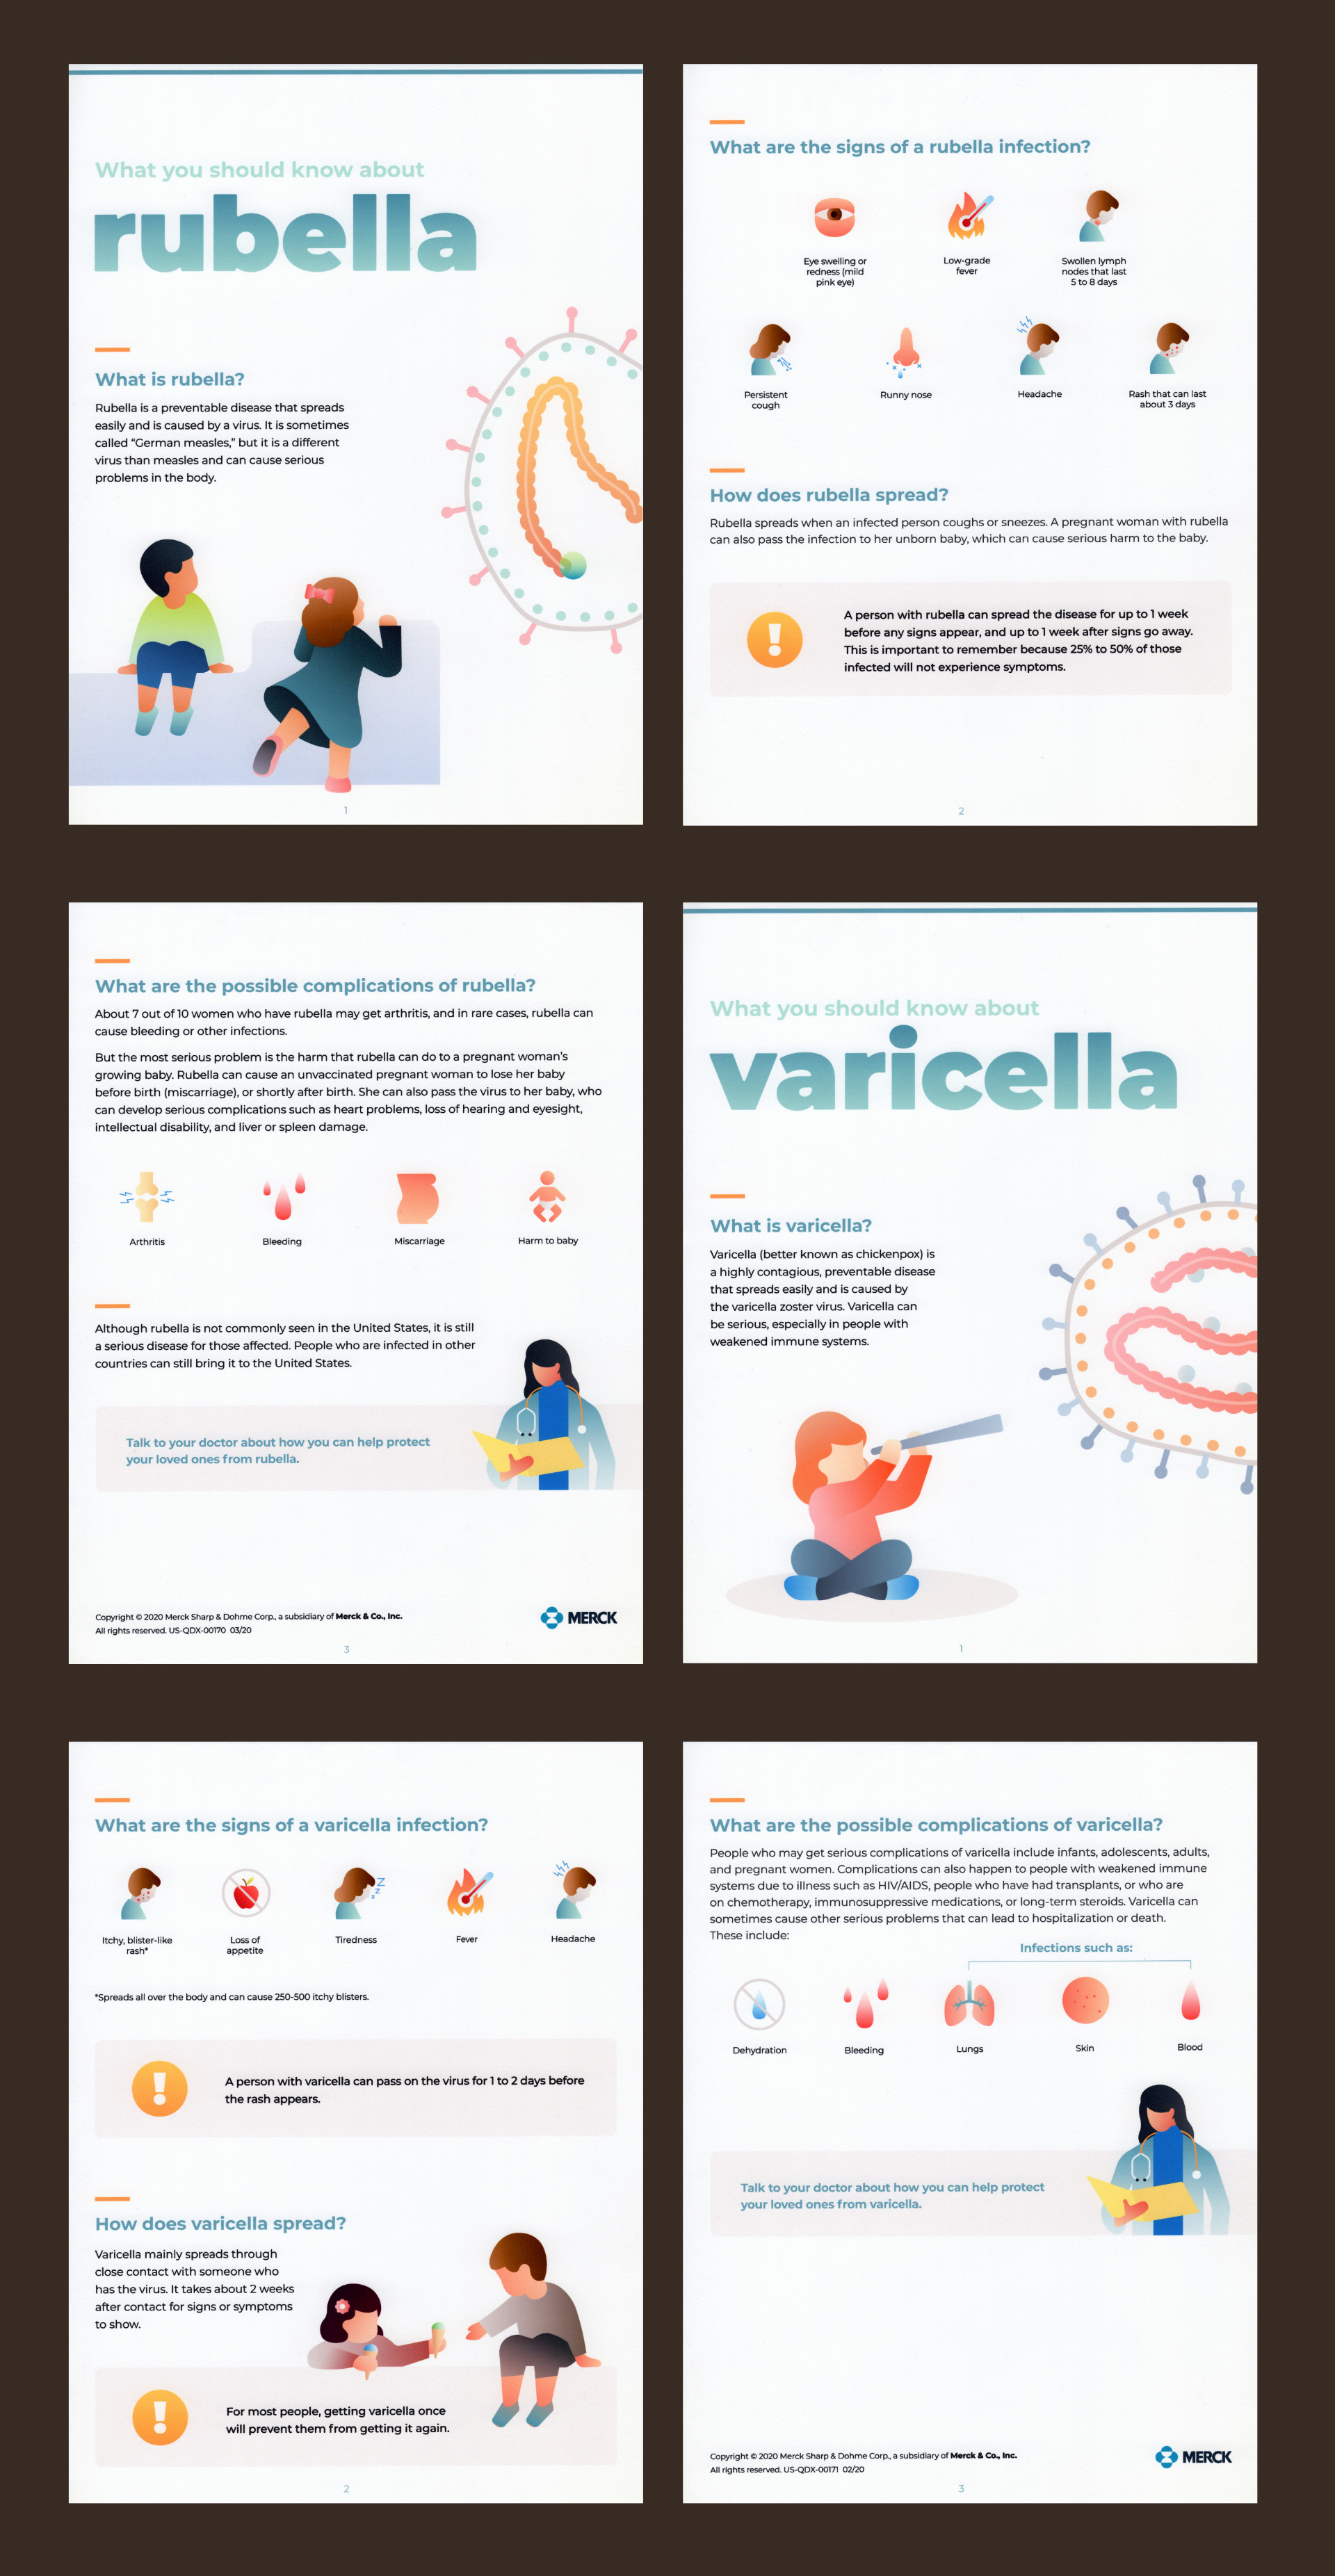 What you should know about
rubella
What is rubella?
Rubella is a preventable disease that spreads
easily and is caused by a virus. It is sometimes
called “German measles,” but it is a different
virus than measles and can cause serious
problems in the body.
1
What are the signs of a rubella infection?
Eye swelling or
redness (mild
pink eye)
Low-grade
fever
Swollen lymph
nodes that last
5 to 8 days
Persistent
cough
Runny nose
Headache
Rash that can last
about 3 days
How does rubella spread?
Rubella spreads when an infected person coughs or sneezes. A pregnant woman with rubella
can also pass the infection to her unborn baby, which can cause serious harm to the baby.
A person with rubella can spread the disease for up to 1 week
before any signs appear, and up to 1 week after signs go away.
This is important to remember because 25% to 50% of those
infected will not experience symptoms.
2
What are the possible complications of rubella?
About 7 out of 10 women who have rubella may get arthritis, and in rare cases, rubella can
cause bleeding or other infections.
But the most serious problem is the harm that rubella can do to a pregnant woman’s
growing baby. Rubella can cause an unvaccinated pregnant woman to lose her baby
before birth (miscarriage), or shortly after birth. She can also pass the virus to her baby, who
can develop serious complications such as heart problems, loss of hearing and eyesight,
intellectual disability, and liver or spleen damage.
Arthritis
Bleeding
Miscarriage
Harm to baby
Although rubella is not commonly seen in the United States, it is still
a serious disease for those affected. People who are infected in other
countries can still bring it to the United States.
Talk to your doctor about how you can help protect
your loved ones from rubella.
Copyright © 2020 Merck Sharp & Dohme Corp., a subsidiary of Merck & Co., Inc.
All rights reserved. US-QDX-00170 03/20
MERCK
3
What you should know about
varicella
What is varicella?
Varicella (better known as chickenpox) is
a highly contagious, preventable disease
that spreads easily and is caused by
the varicella zoster virus. Varicella can
be serious, especially in people with
weakened immune systems.
1
What are the signs of a varicella infection?
Itchy, blister-like
rash*
Loss of
appetite
Z
z
z
Tiredness
Fever
Headache
*Spreads all over the body and can cause 250-500 itchy blisters.
A person with varicella can pass on the virus for 1 to 2 days before
the rash appears.
How does varicella spread?
Varicella mainly spreads through
close contact with someone who
has the virus. It takes about 2 weeks
after contact for signs or symptoms
to show.
For most people, getting varicella once
will prevent them from getting it again.
2
What are the possible complications of varicella?
People who may get serious complications of varicella include infants, adolescents, adults,
and pregnant women. Complications can also happen to people with weakened immune
systems due to illness such as HIV/AIDS, people who have had transplants, or who are
on chemotherapy, immunosuppressive medications, or long-term steroids. Varicella can
sometimes cause other serious problems that can lead to hospitalization or death.
These include:
Infections such as:
Dehydration
Bleeding
Lungs
Skin
Blood
Talk to your doctor about how you can help protect
your loved ones from varicella.
Copyright © 2020 Merck Sharp & Dohme Corp., a subsidiary of Merck & Co., Inc.
All rights reserved. US-QDX-00171 02/20
MERCK
3